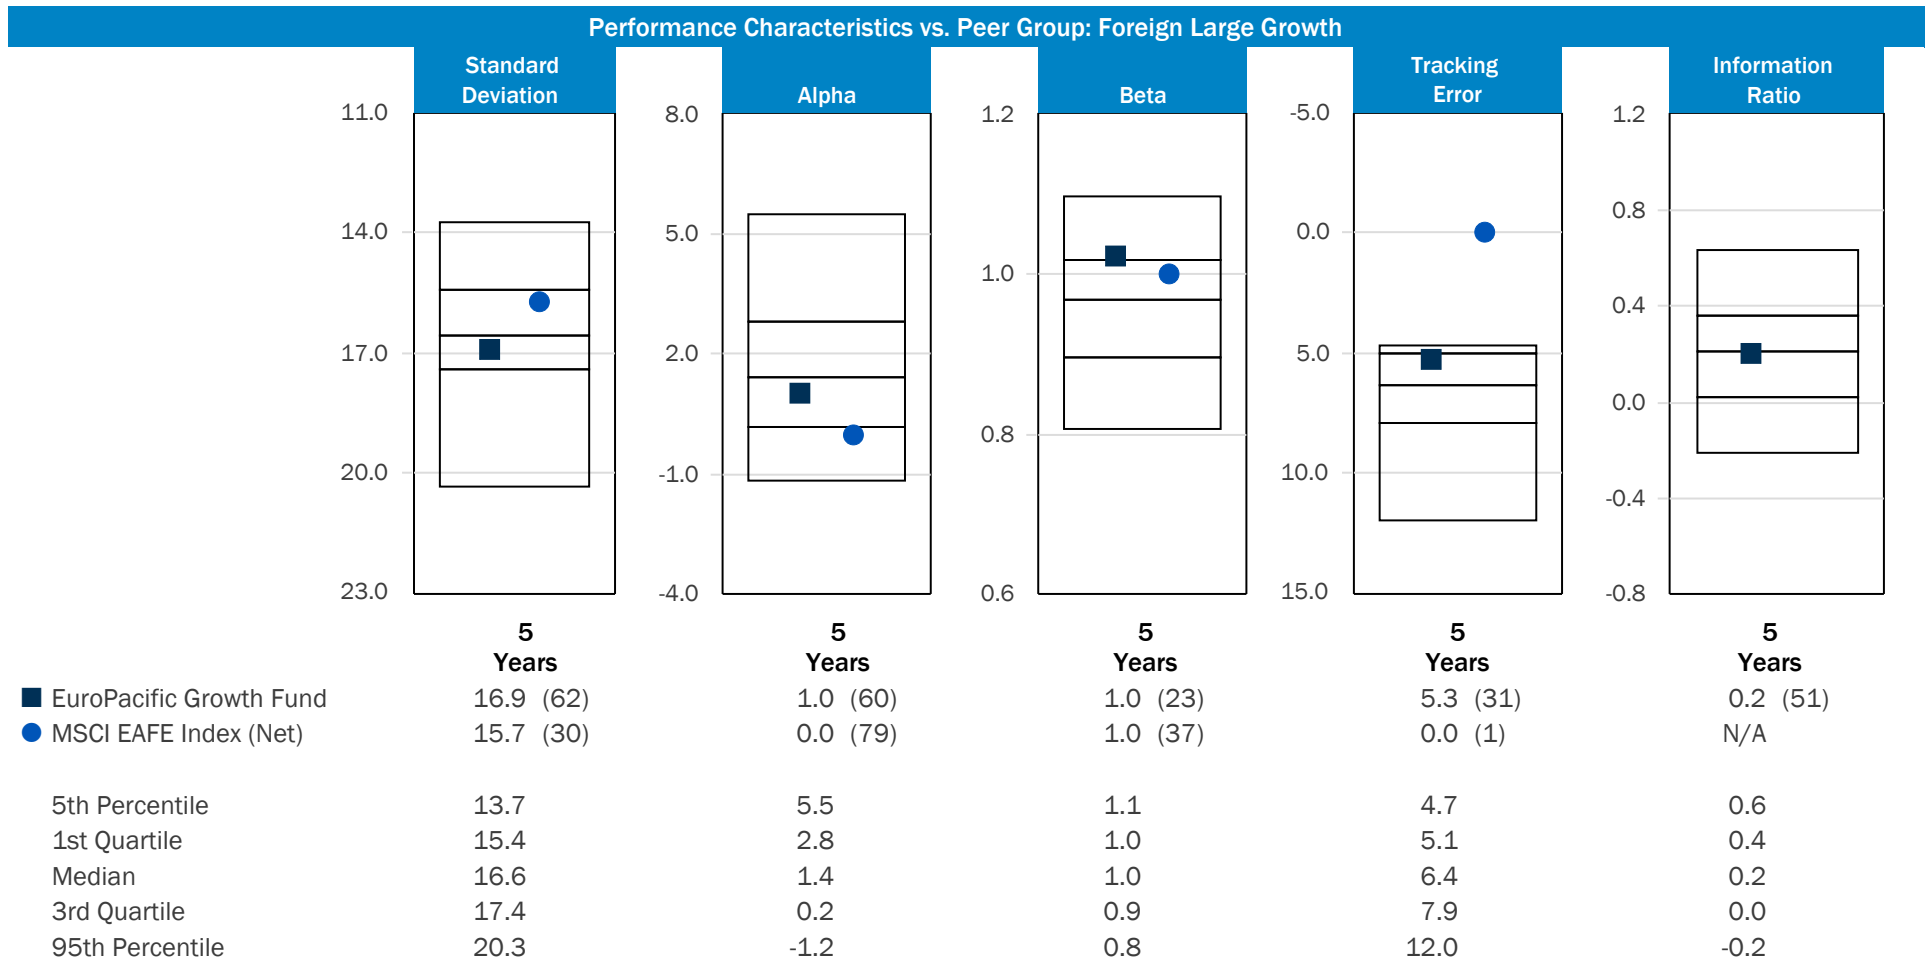 Performance Characteristics vs. Peer Group: Foreign Large Growth
Standard Deviation
Alpha
Beta
Tracking Error
Information Ratio
11.0
14.0
17.0
20.0
23.0
8.0
5.0
2.0
-1.0
-4.0
1.2
1.0
0.8
0.6
-5.0
0.0
5.0
10.0
15.0
1.2
0.8
0.4
0.0
-0.4
-0.8
5 Years 5 Years 5 Years 5 Years 5 Years
EuroPacific Growth Fund 16.9 (62) 1.0 (60) 1.0 (23) 5.3 (31) 0.2 (51)
MSCI EAFE Index (Net) 15.7 (30) 0.0 (79) 1.0 (37) 0.0 (1) N/A
5th Percentile 13.7 5.5 1.1 4.7 0.6
1st Quartile 15.4 2.8 1.0 5.1 0.4
Median 16.6 1.4 1.0 6.4 0.2
3rd Quartile 17.4 0.2 0.9 7.9 0.0
95th Percentile 20.3 -1.2 0.8 12.0 -0.2